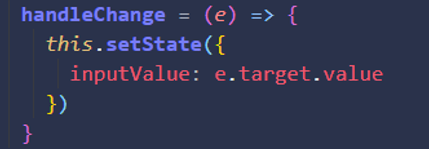 handleChange = (e) => {
this.setState({
inputValue: e.target.value
})
}